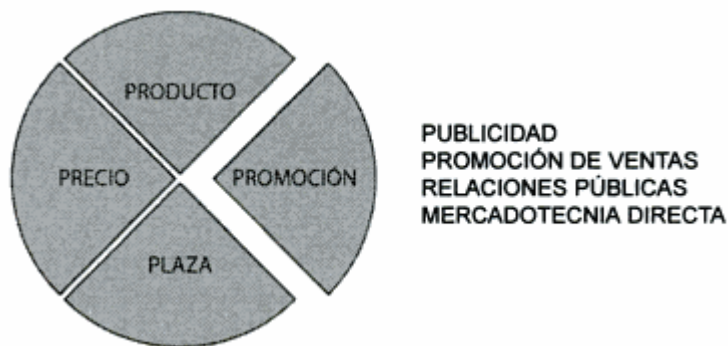 PRODUCTO
PRECIO
PROMOCIÓN
PLAZA
PUBLICIDAD
PROMOCIÓN DE VENTAS
RELACIONES PÚBLICAS
MERCADOTECNIA DIRECTA